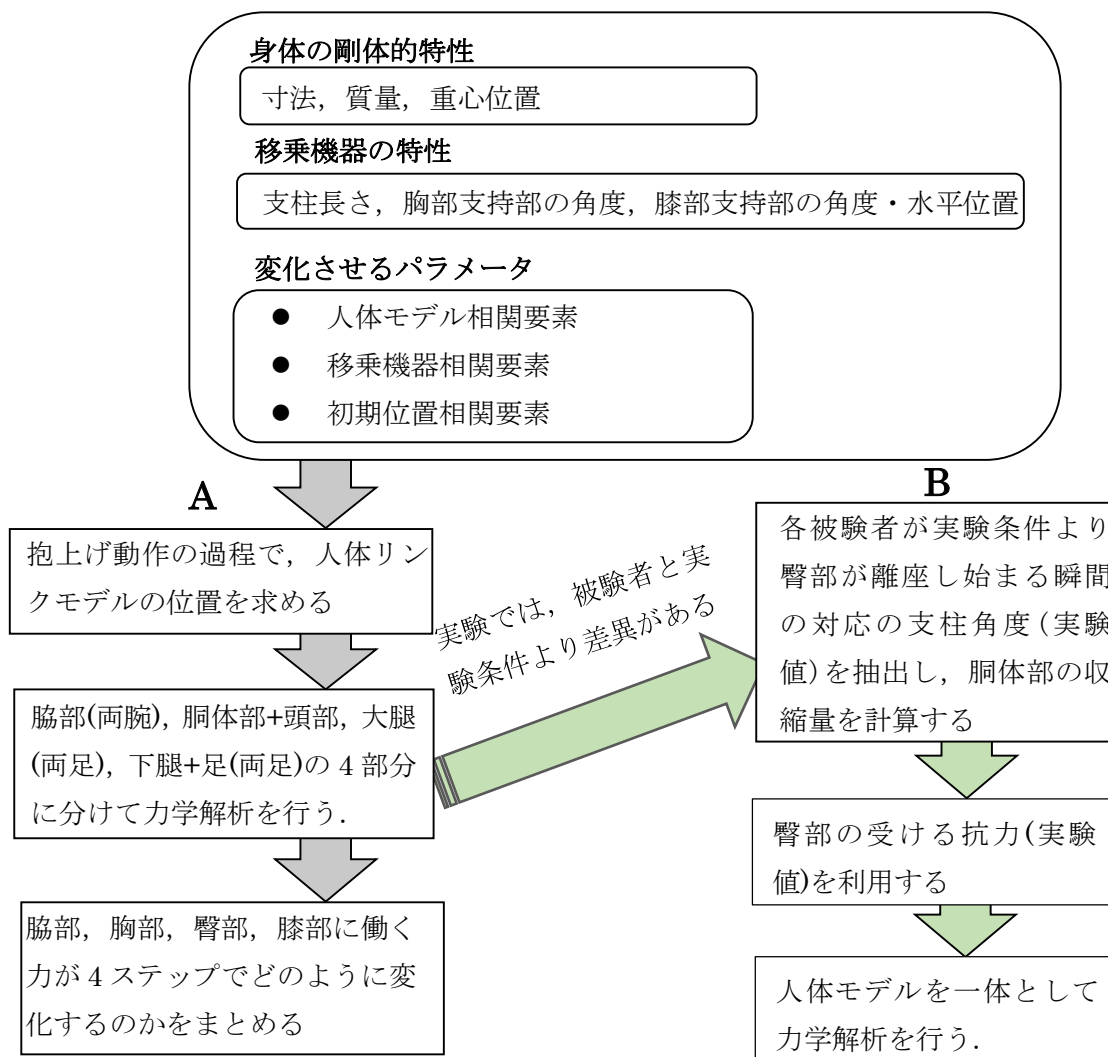 身体の剛体的特性
寸法，質量，重心位置
移乗機器の特性
支柱長さ，胸部支持部の角度，膝部支持部の角度・水平位置
変化させるパラメータ
● 人体モデル相関要素
● 移乗機器相関要素
● 初期位置相関要素
A
抱上げ動作の過程で，人体リン
クモデルの位置を求める
脇部(両腕)，胴体部+頭部，大腿
(両足)，下腿+足(両足)の 4 部分
に分けて力学解析を行う．
脇部，胸部，臀部，膝部に働く
力が 4 ステップでどのように変
化するのかをまとめる
実験では，被験者と実
験条件より差異がある
B
各被験者が実験条件より
臀部が離座し始まる瞬間
の対応の支柱角度(実験
値)を抽出し，胴体部の収
縮量を計算する
臀部の受ける抗力(実験
値)を利用する
人体モデルを一体として
力学解析を行う．